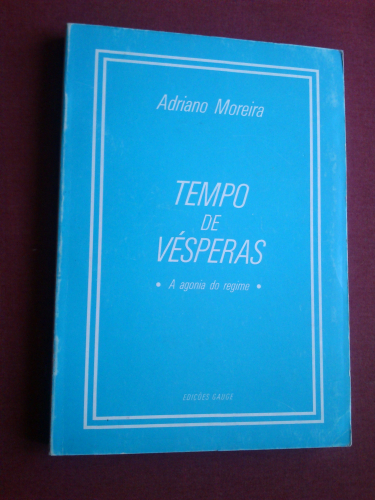 Adriano Moreira
TEMPO
DE
VÉSPERAS
• A agonia do regime •
EDIÇÕES GAUGE